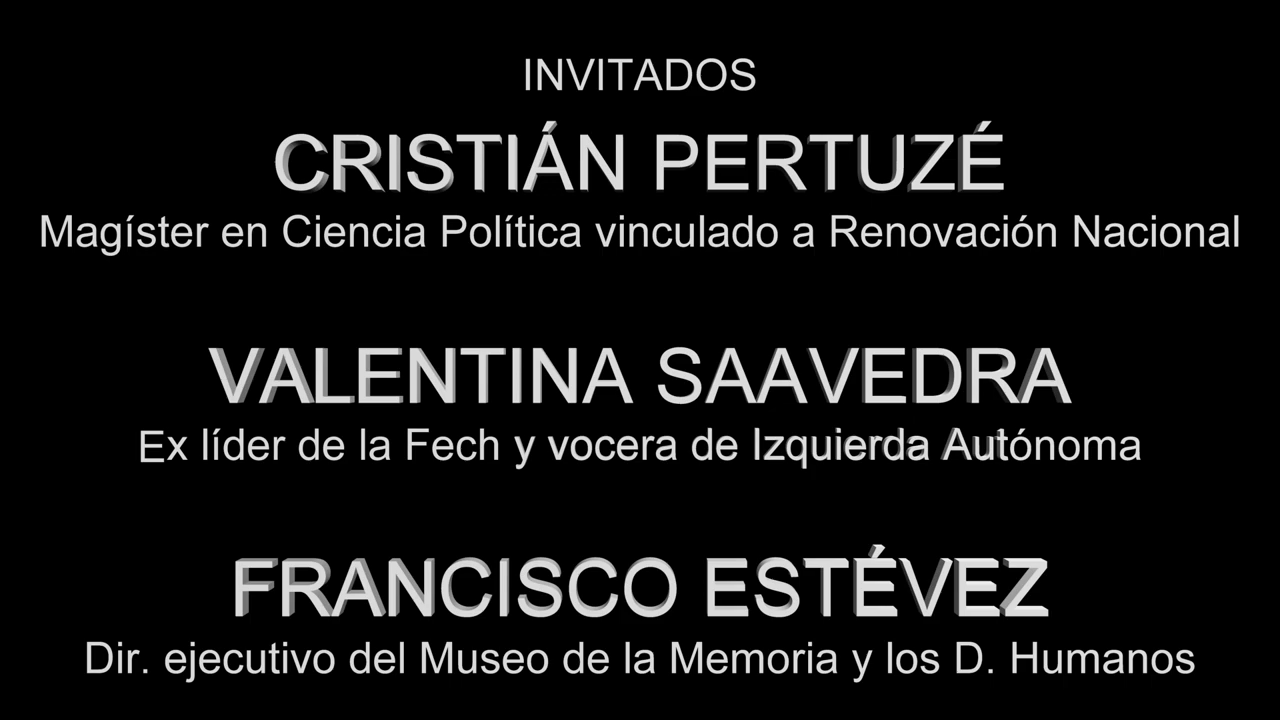 INVITADOS
CRISTIÁN PERTUZÉ
Magíster en Ciencia Política vinculado a Renovación Nacional
VALENTINA SAAVEDRA
Ex líder de la Fech y vocera de Izquierda Autónoma
FRANCISCO ESTÉVEZ
Dir. ejecutivo del Museo de la Memoria y los D. Humanos